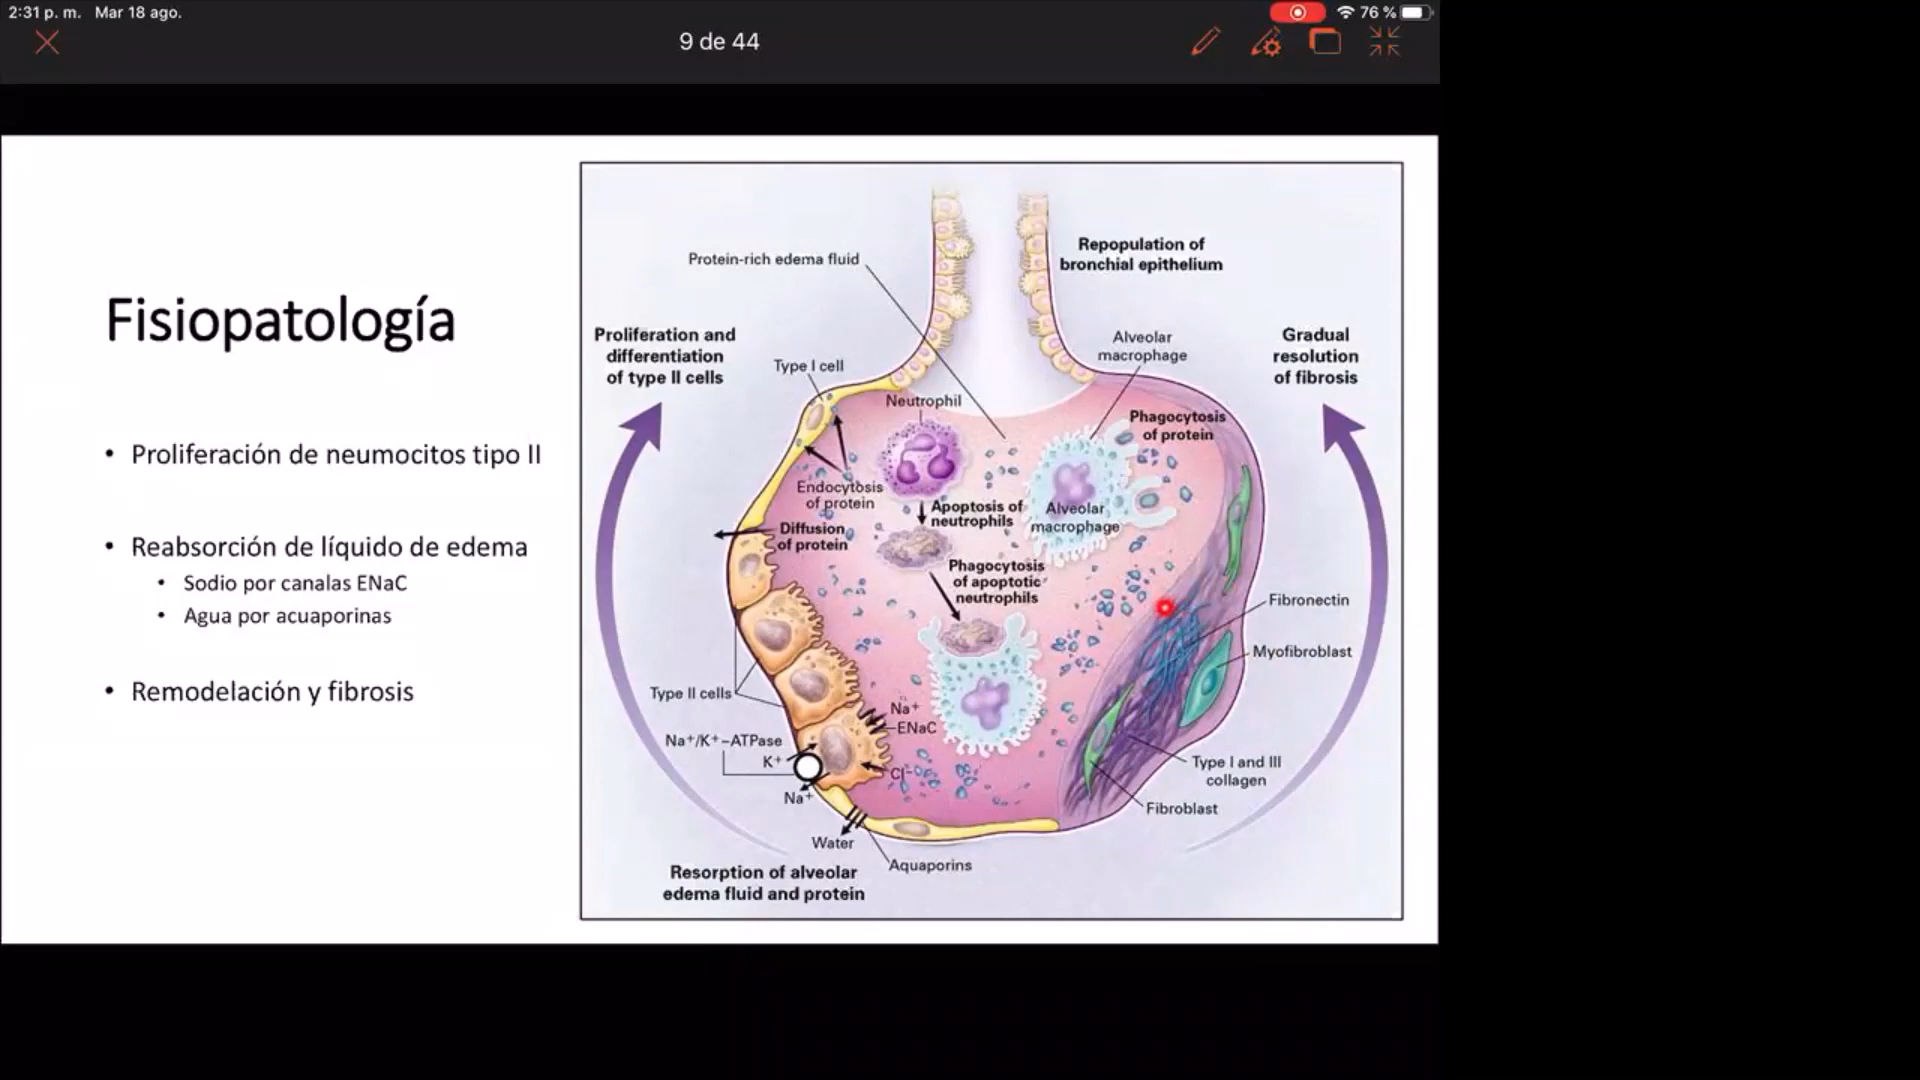 2:31 p. m. Mar 18 ago.
76 %
9 de 44
Fisiopatología
• Proliferación de neumocitos tipo II
• Reabsorción de líquido de edema
• Sodio por canalas ENaC
• Agua por acuaporinas
• Remodelación y fibrosis
Protein-rich edema fluid
Repopulation of
bronchial epithelium
Proliferation and
differentiation
of type II cells
Type I cell
Alveolar
macrophage
Gradual
resolution
of fibrosis
Neutrophil
Phagocytosis
of protein
Endocytosis
of protein
Apoptosis of
neutrophils
Alveolar
macrophage
Diffusion
of protein
Phagocytosis
of apoptotic
neutrophils
Fibronectin
Myofibroblast
Type II cells
Na+
ENaC
Na+/K+–ATPase
K+
Cl-
Na+
Type I and III
collagen
Fibroblast
Water
Aquaporins
Resorption of alveolar
edema fluid and protein